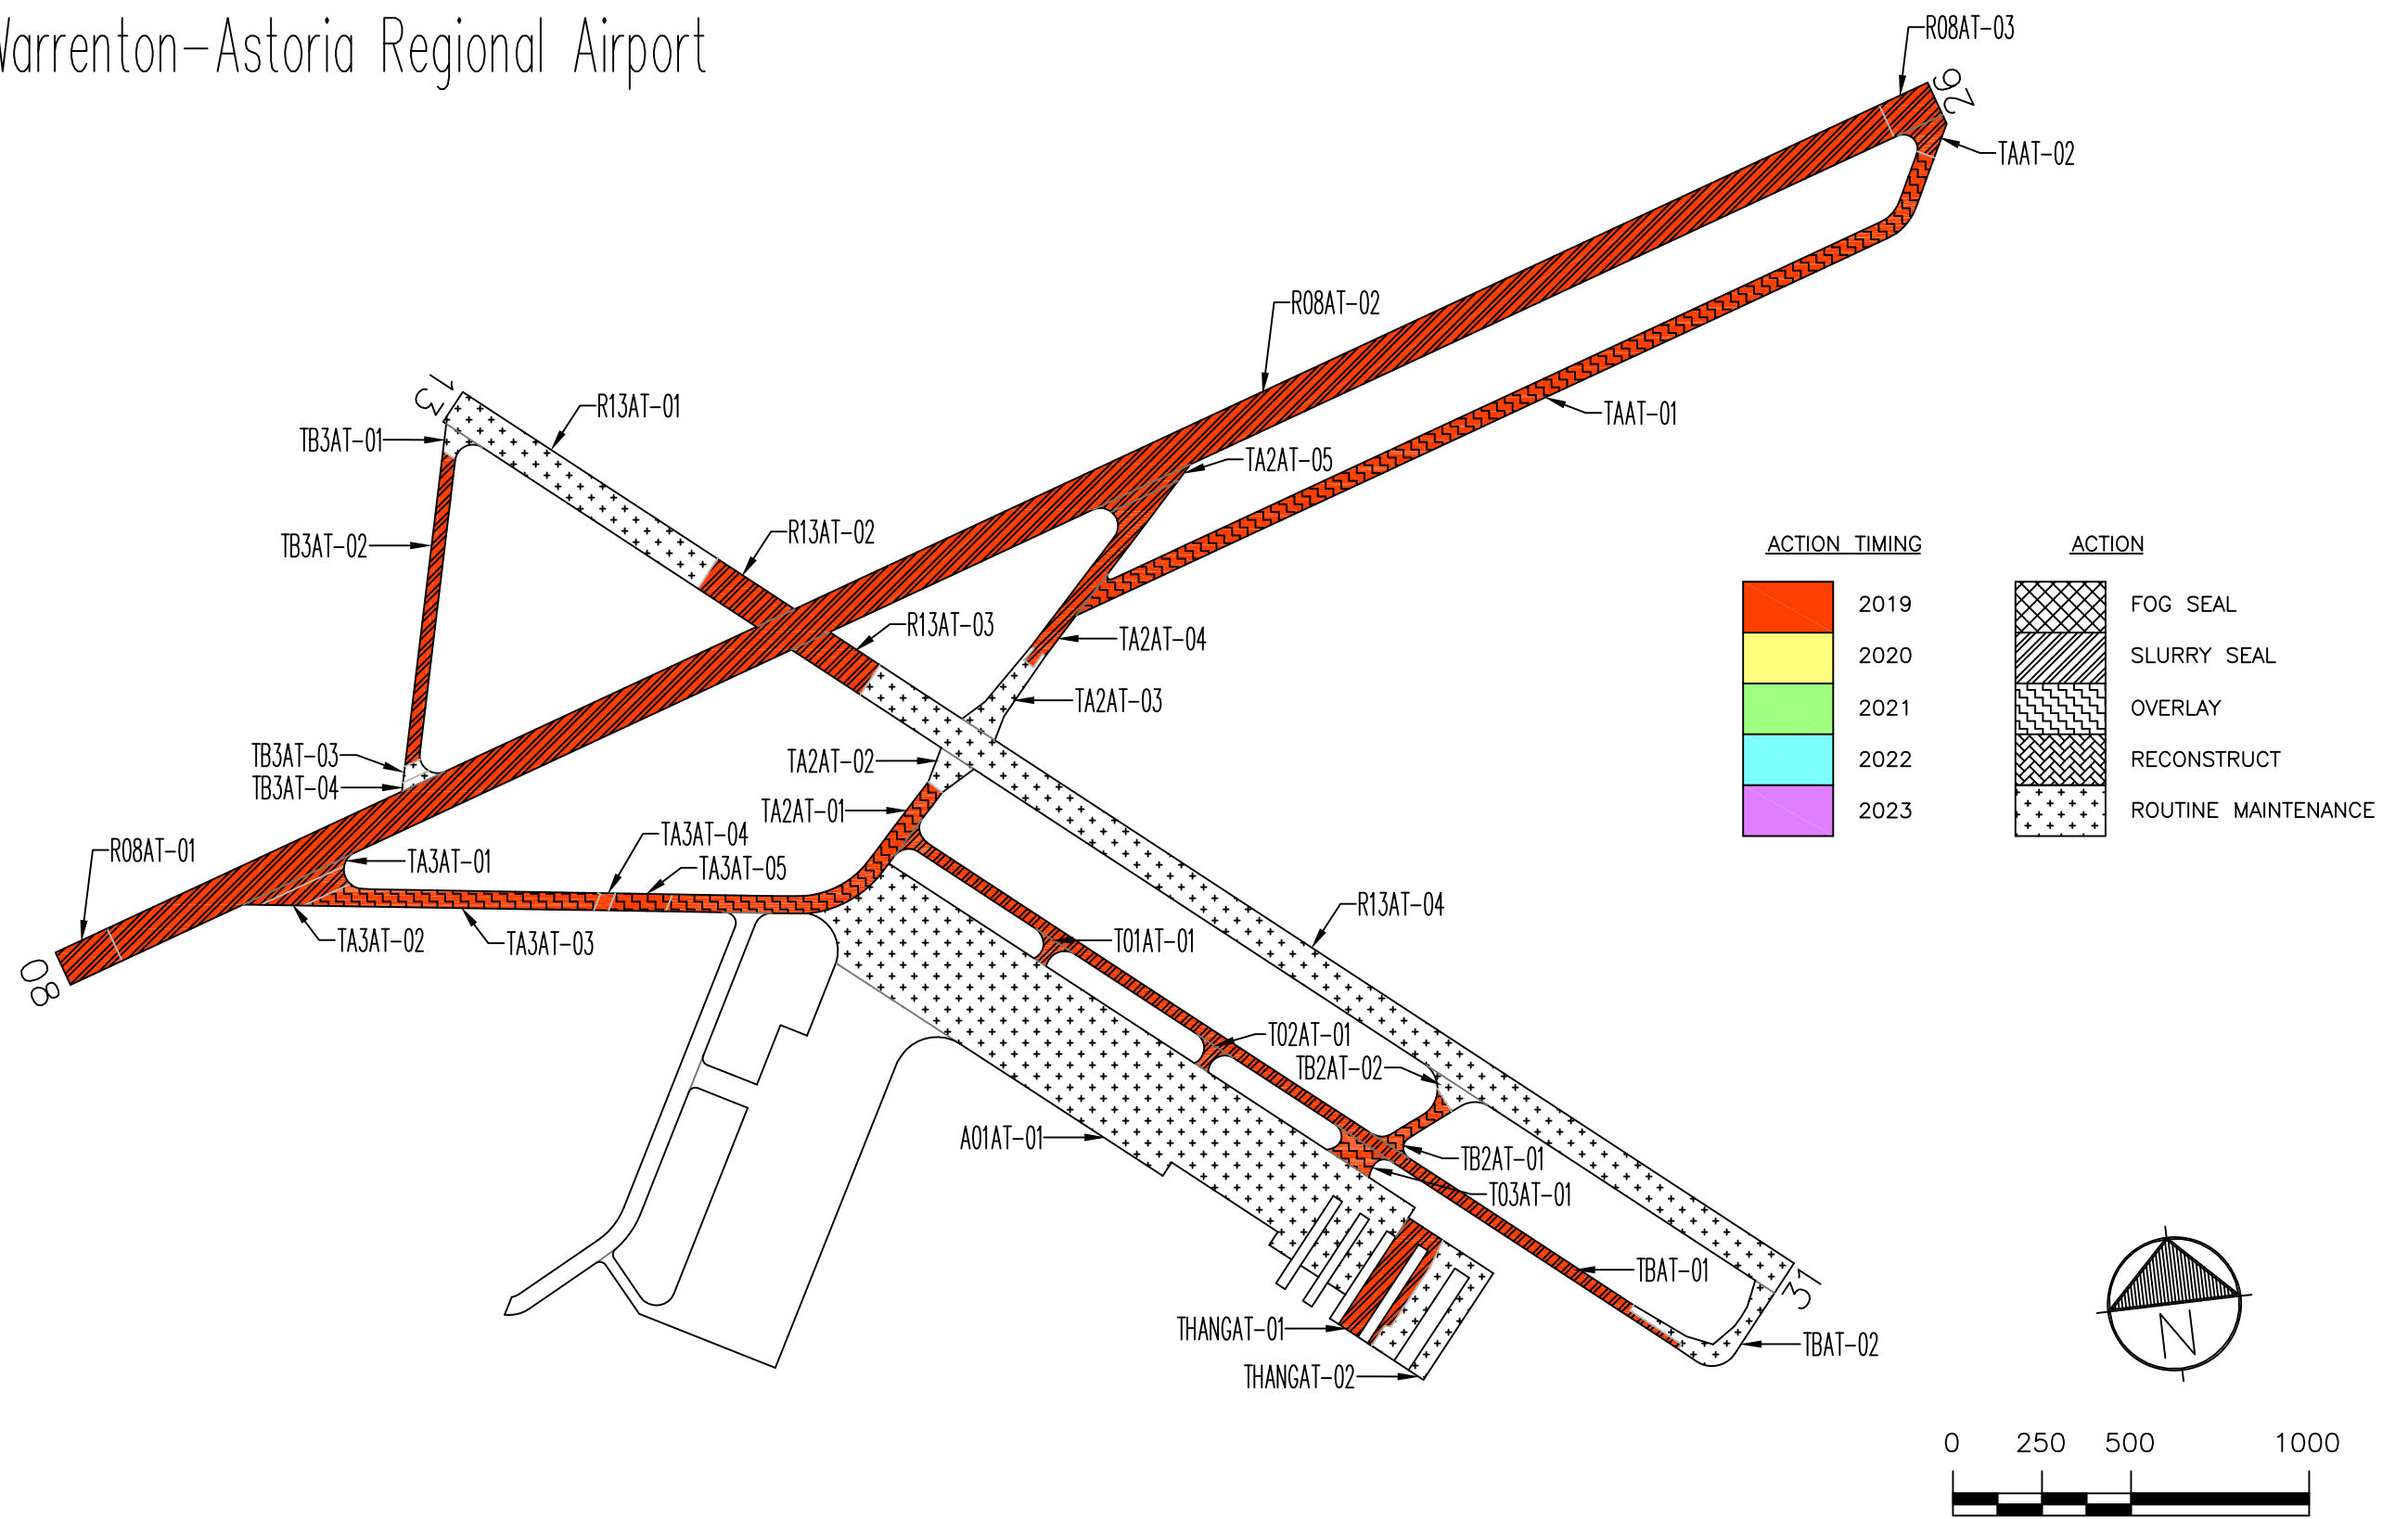 Warrenton-Astoria Regional Airport
R08AT-03
26
TAAT-02
R08AT-02
13
R13AT-01
TAAT-01
TB3AT-01
TA2AT-05
R13AT-02
TB3AT-02
R13AT-03
TA2AT-04
TA2AT-03
TB3AT-03
TA2AT-02
TB3AT-04
TA2AT-01
R08AT-01
TA3AT-04
TA3AT-01
TA3AT-05
R13AT-04
TA3AT-02
TA3AT-03
T01AT-01
08
T02AT-01
TB2AT-02
A01AT-01
TB2AT-01
T03AT-01
TBAT-01
31
THANGAT-01
TBAT-02
THANGAT-02
ACTION TIMING
2019
2020
2021
2022
2023
ACTION
FOG SEAL
SLURRY SEAL
OVERLAY
RECONSTRUCT
ROUTINE MAINTENANCE
N
0 250 500 1000